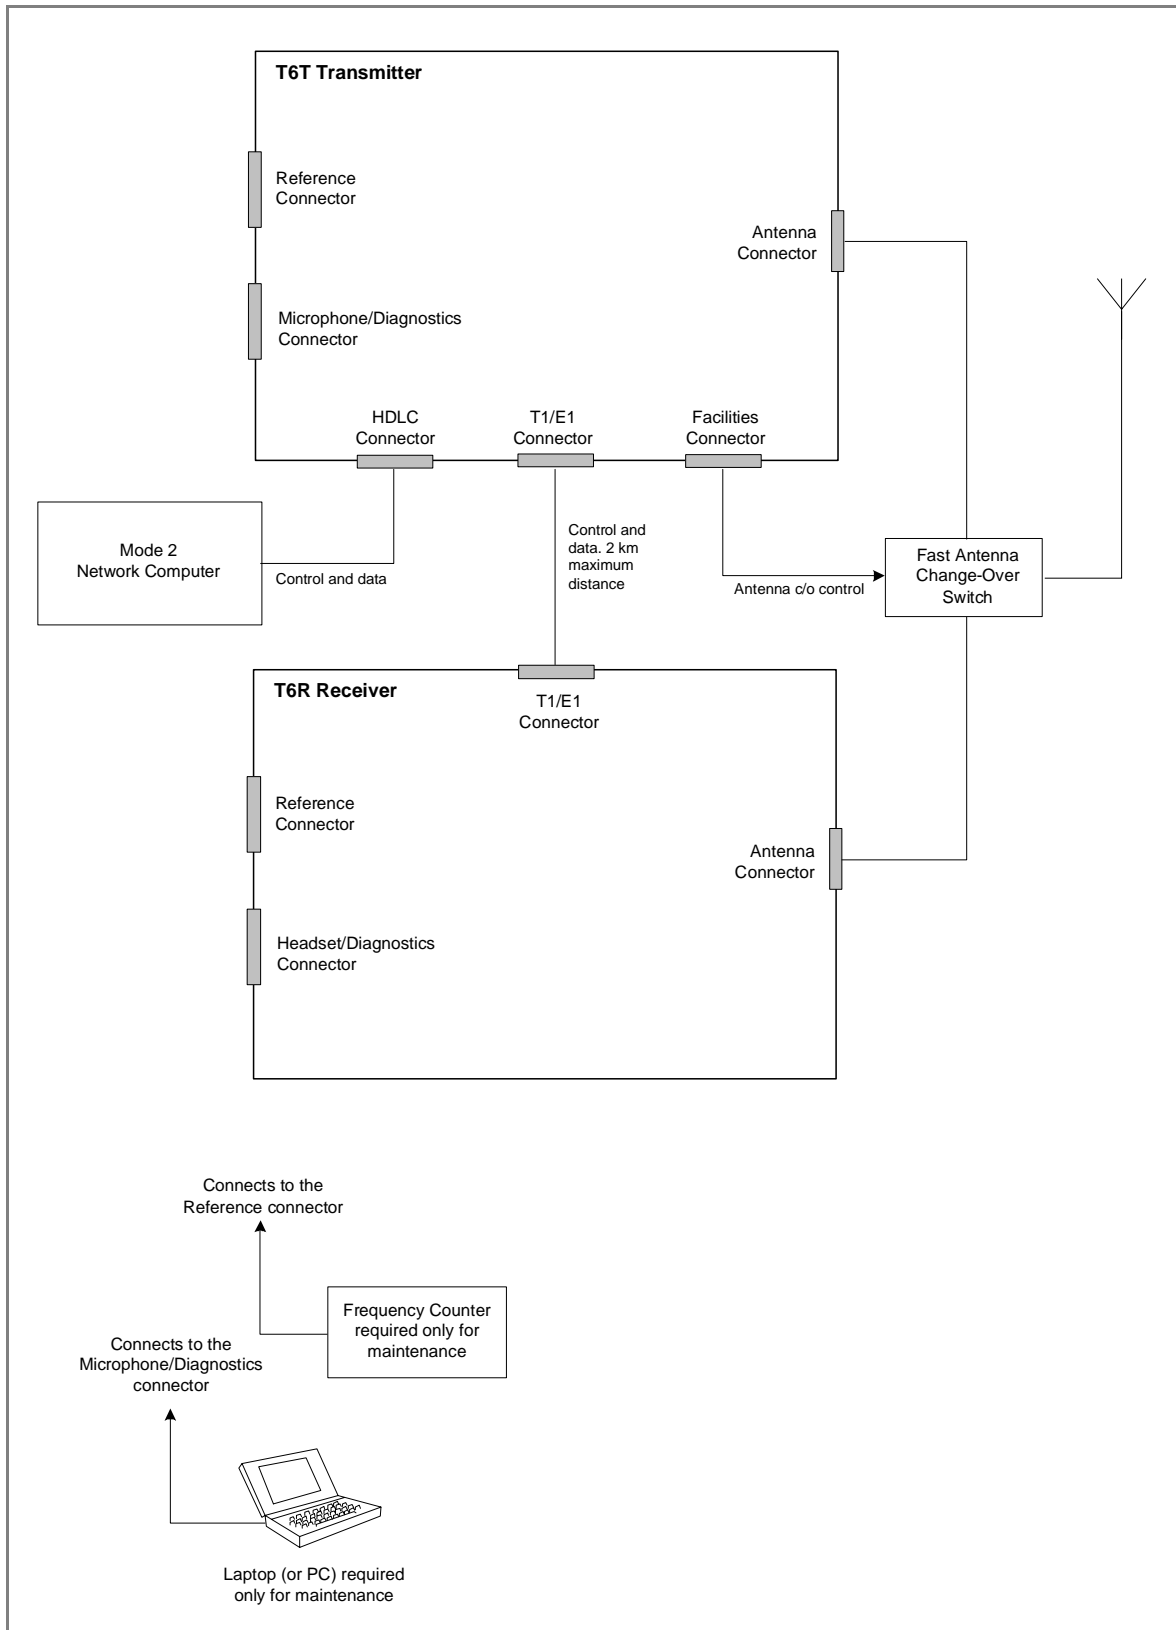 T6T Transmitter
Reference
Connector
Antenna
Connector
Microphone/Diagnostics
Connector
HDLC
Connector
T1/E1
Connector
Facilities
Connector
Mode 2
Network Computer
Control and data
Control and
data. 2 km
maximum
distance
Antenna c/o control
Fast Antenna
Change-Over
Switch
T6R Receiver
T1/E1
Connector
Reference
Connector
Antenna
Connector
Headset/Diagnostics
Connector
Connects to the
Reference connector
Frequency Counter
required only for
maintenance
Connects to the
Microphone/Diagnostics
connector
Laptop (or PC) required
only for maintenance